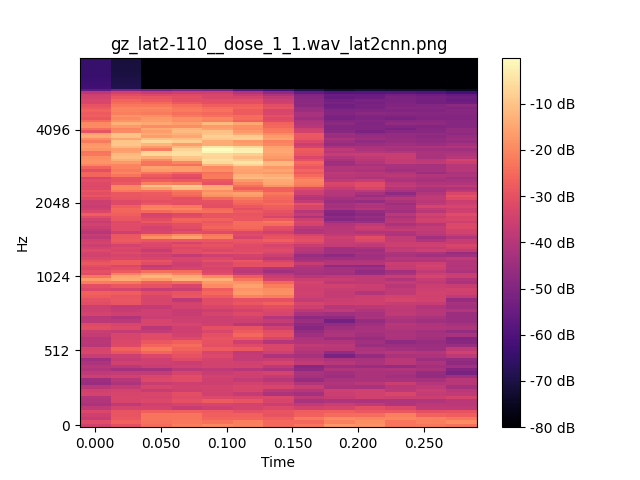 gz_lat2-110__dose_1_1.wav_lat2cnn.png
Hz
4096
2048
1024
512
0
0.000 0.050 0.100 0.150 0.200 0.250
Time
-10 dB
-20 dB
-30 dB
-40 dB
-50 dB
-60 dB
-70 dB
-80 dB